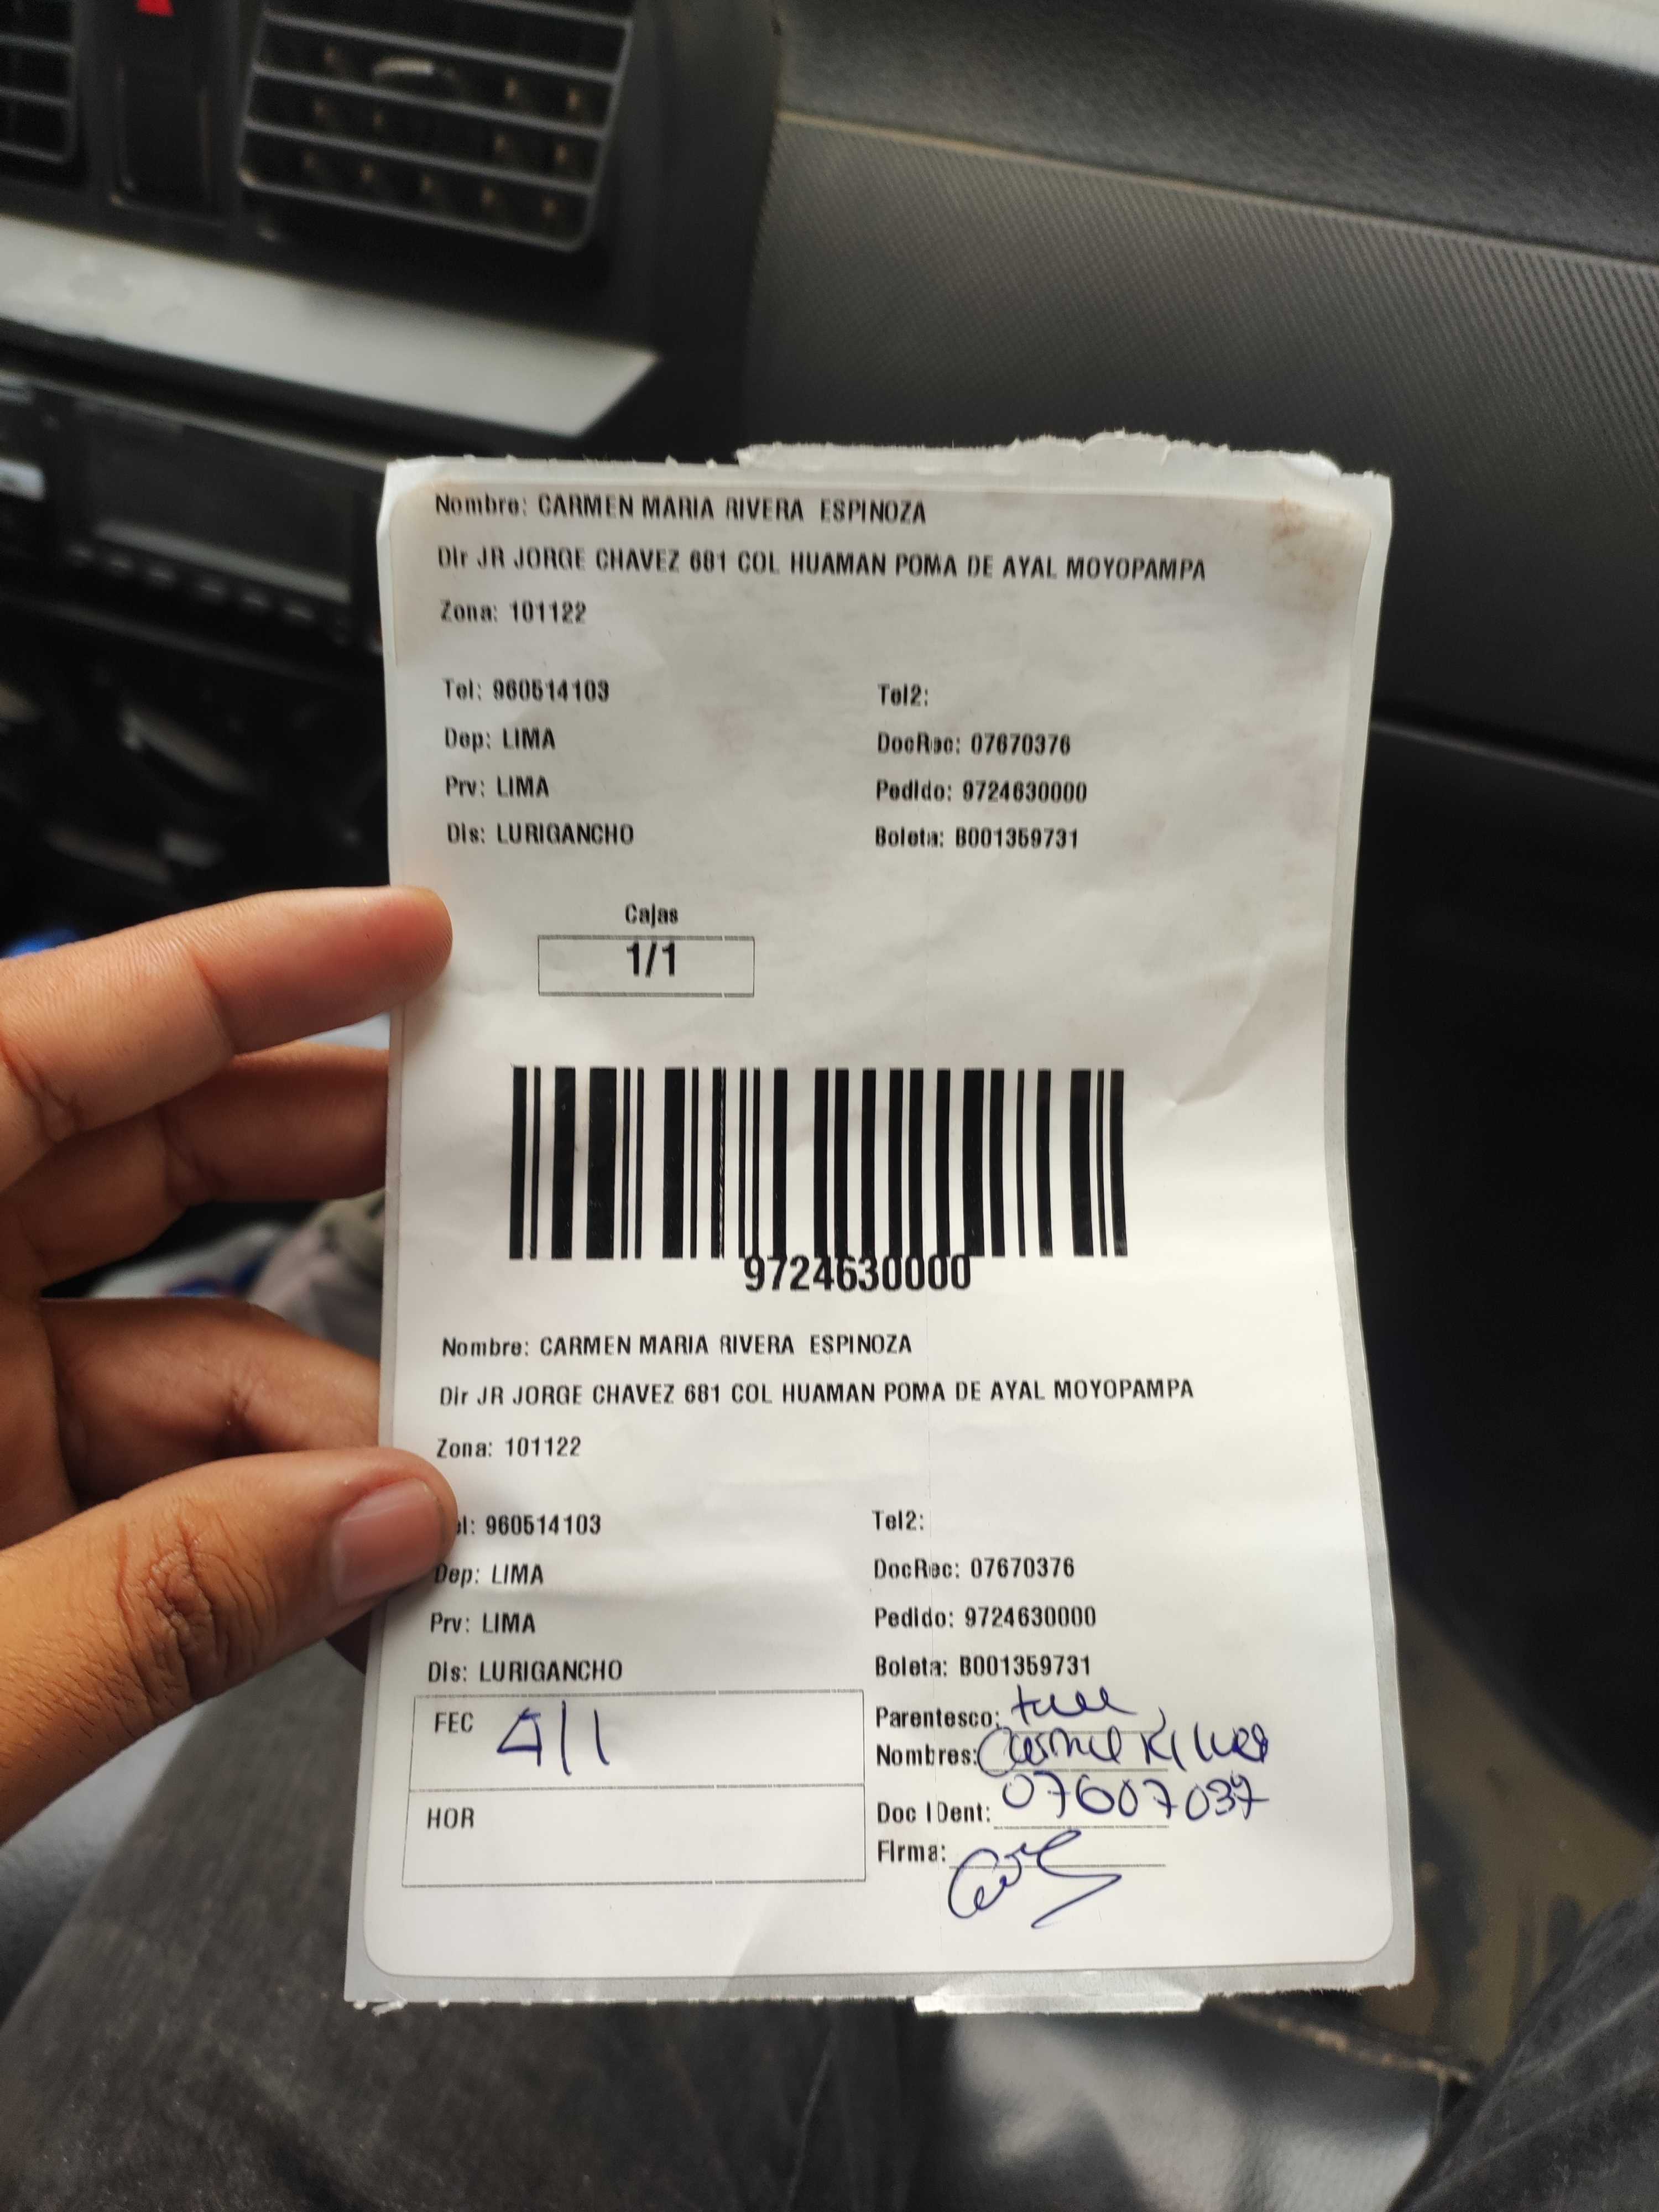 Nombre: CARMEN MARIA RIVERA ESPINOZA
Dir JR JORGE CHAVEZ 681 COL HUAMAN POMA DE AYAL MOYOPAMPA
Zona: 101122
Tel: 960514103 Tel2:
Dep: LIMA DocRec: 07670376
Prv: LIMA Pedido: 9724630000
Dis: LURIGANCHO Boleta: B001359731
Cajas
1/1
9724630000
Nombre: CARMEN MARIA RIVERA ESPINOZA
Dir JR JORGE CHAVEZ 681 COL HUAMAN POMA DE AYAL MOYOPAMPA
Zona: 101122
el: 960514103 Tel2:
Dep: LIMA DocRec: 07670376
Prv: LIMA Pedido: 9724630000
Dis: LURIGANCHO Boleta: B001359731
FEC 4/1 Parentesco:
Nombres:
HOR Doc IDent:
Firma: